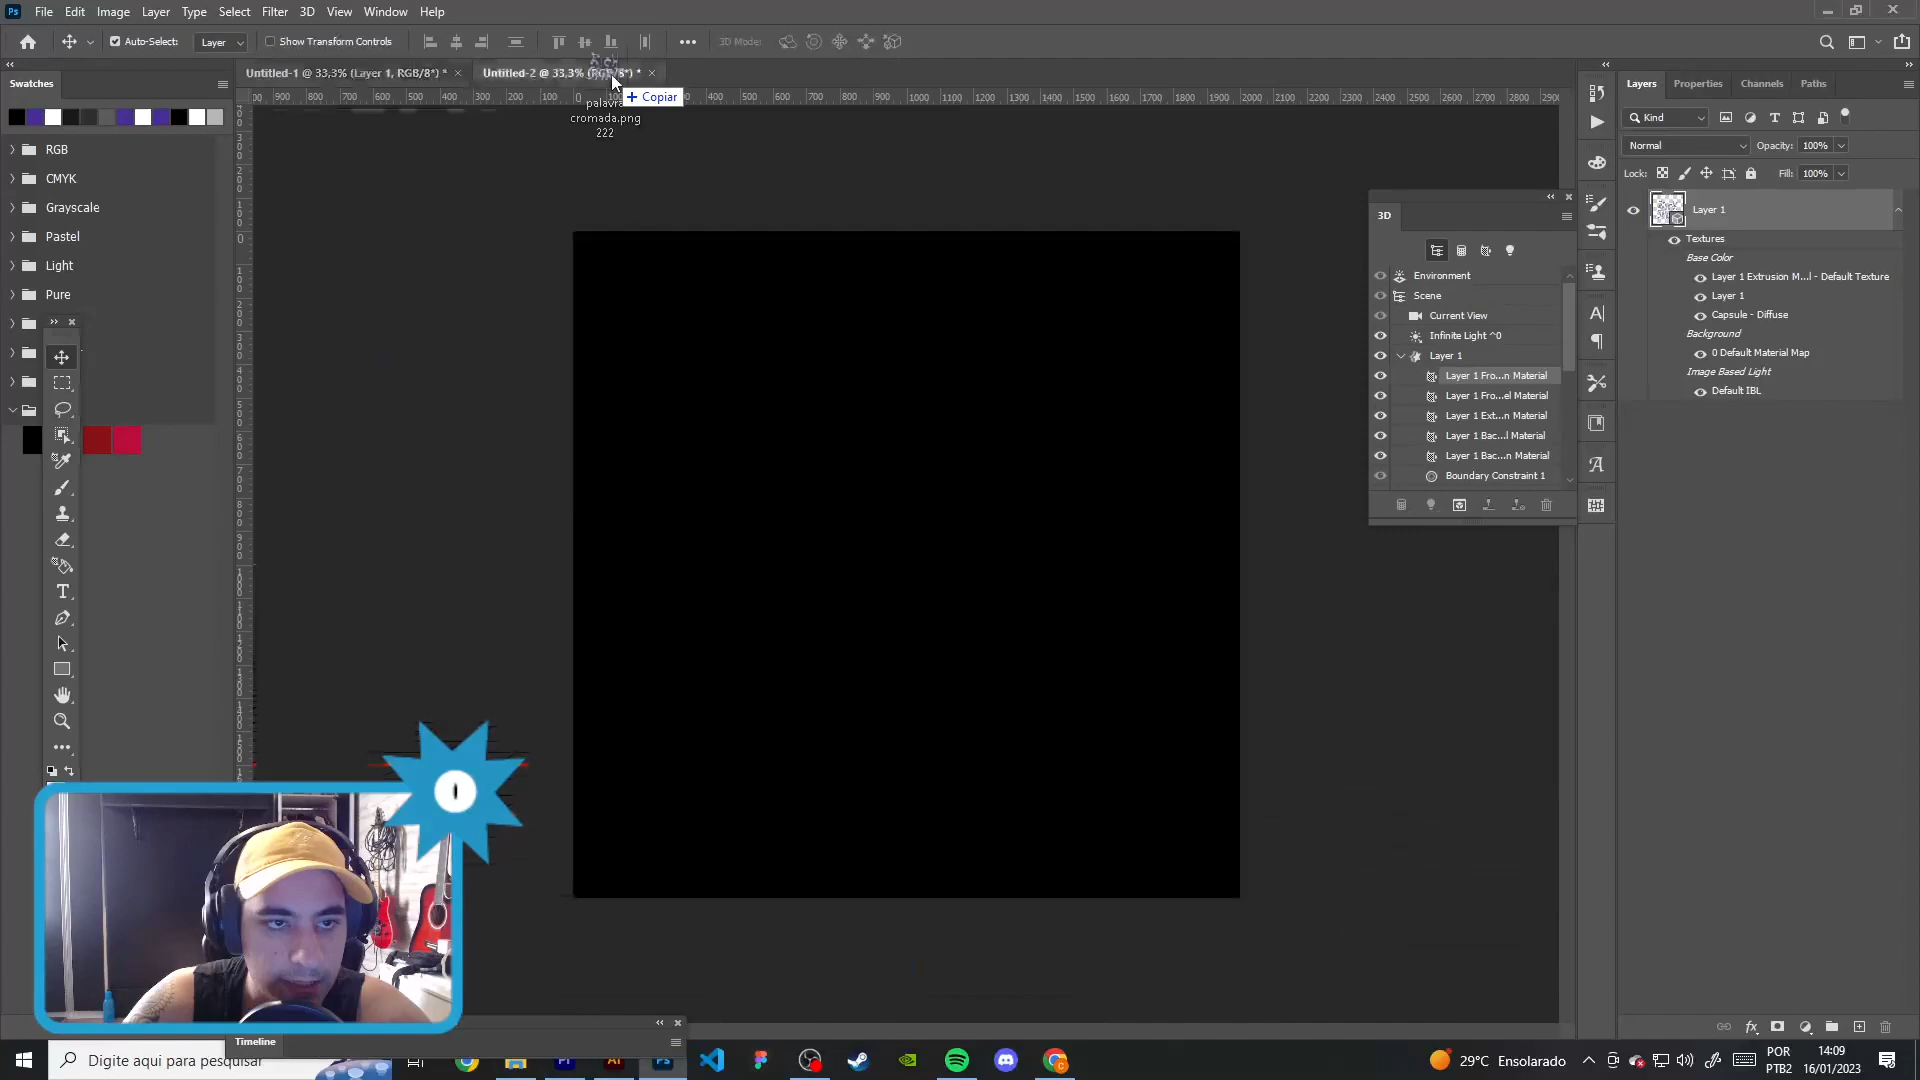 Ps File Edit Image Layer Type Select Filter 3D View Window Help
Auto-Select: Layer Show Transform Controls 3D Mode:
Swatches
Untitled-1 @ 33,3% (Layer 1, RGB/8*) *
Untitled-2 @ 33,3% (RGB/8*) *
Copiar
cromada.png
222
RGB
CMYK
Grayscale
Pastel
Light
Pure
3D
Environment
Scene
Current View
Infinite Light ^0
Layer 1
Layer 1 Fro...n Material
Layer 1 Fro...el Material
Layer 1 Ext...n Material
Layer 1 Bac...l Material
Layer 1 Bac...n Material
Boundary Constraint 1
Layers Properties Channels Paths
Kind
Normal Opacity: 100%
Lock: Fill: 100%
Layer 1
Textures
Base Color
Layer 1 Extrusion M...l - Default Texture
Layer 1
Capsule - Diffuse
Background
0 Default Material Map
Image Based Light
Default IBL
Timeline
Digite aqui para pesquisar
29°C Ensolarado
POR
PTB2
14:09
16/01/2023